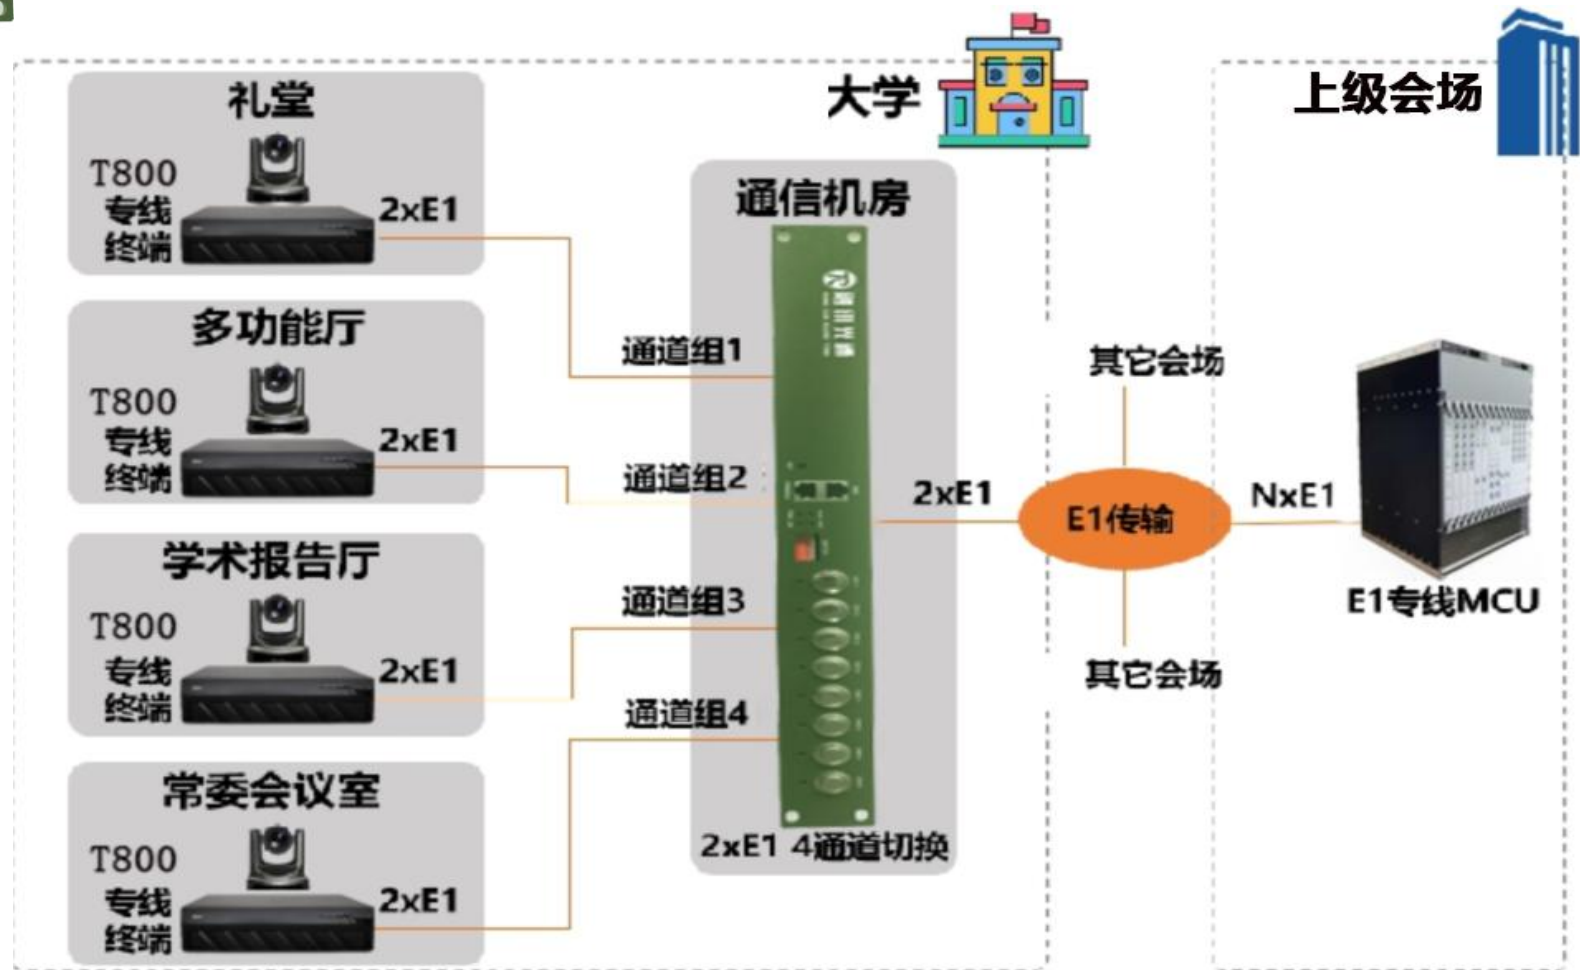 大学
上级会场
礼堂
T800
专线
终端
2xE1
多功能厅
T800
专线
终端
2xE1
学术报告厅
T800
专线
终端
2xE1
常委会议室
T800
专线
终端
2xE1
通道组1
通道组2
通道组3
通道组4
通信机房
2xE1 4通道切换
2xE1
其它会场
E1传输
其它会场
NxE1
E1专线MCU